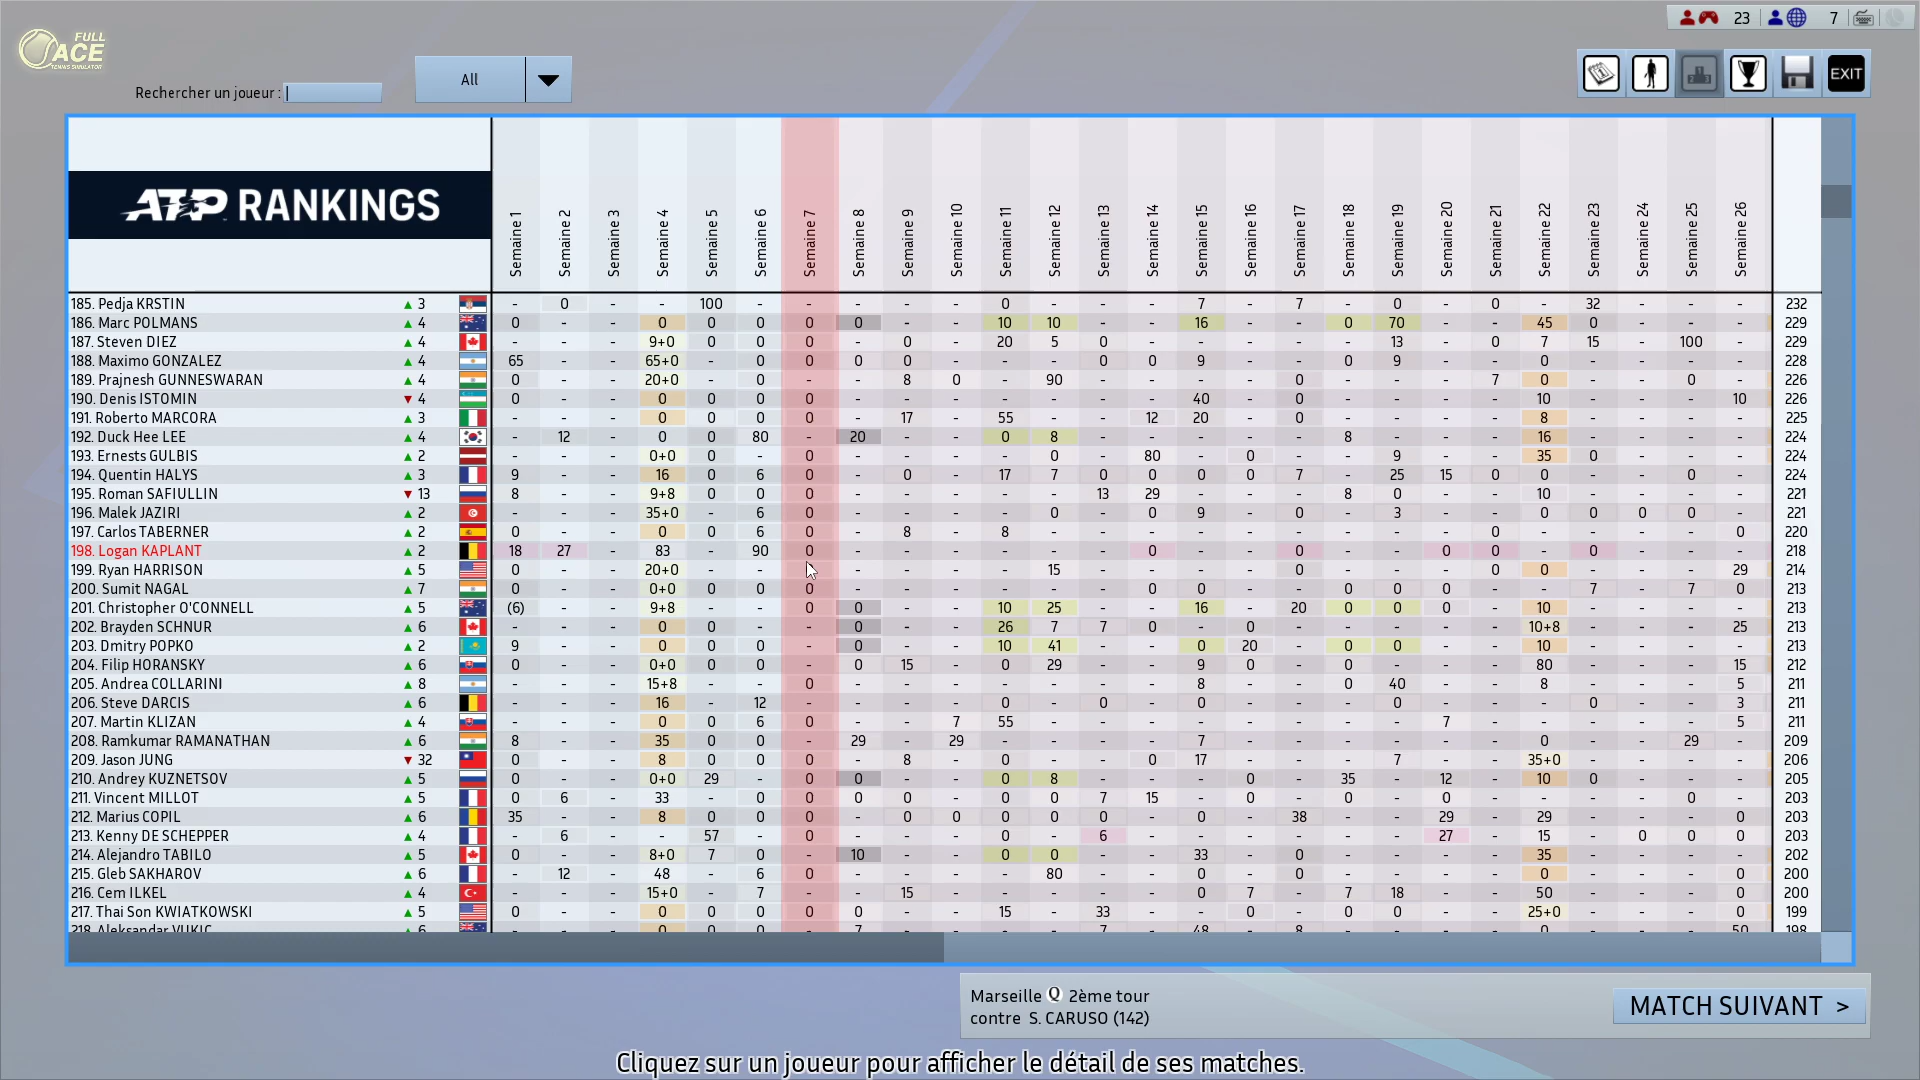 FULL
ACE
TENNIS SIMULATOR
Rechercher un joueur :
All
23 7
EXIT
ATP RANKINGS
Semaine 1 Semaine 2 Semaine 3 Semaine 4 Semaine 5 Semaine 6 Semaine 7 Semaine 8 Semaine 9 Semaine 10 Semaine 11 Semaine 12 Semaine 13 Semaine 14 Semaine 15 Semaine 16 Semaine 17 Semaine 18 Semaine 19 Semaine 20 Semaine 21 Semaine 22 Semaine 23 Semaine 24 Semaine 25 Semaine 26
185. Pedja KRSTIN ▲ 3 - 0 - - 100 - - - - - 0 - - - 7 - 7 - 0 - 0 - 32 - - - 232
186. Marc POLMANS ▲ 4 0 - - 0 0 0 0 0 - - 10 10 - - 16 - - 0 70 - - 45 0 - - - 229
187. Steven DIEZ ▲ 4 - - - 9+0 0 0 0 - 0 - 20 5 0 - - - - - 13 - 0 7 15 - 100 - 229
188. Maximo GONZALEZ ▲ 4 65 - - 65+0 - 0 - 0 0 - - - 0 0 9 - - 0 9 - - 0 - - - - 228
189. Prajnesh GUNNESWARAN ▲ 4 0 - - 20+0 - 0 - - 8 0 - 90 - - - - 0 - - - 7 0 - - 0 - 226
190. Denis ISTOMIN ▼ 4 0 - - 0 - 0 - - - - - - - - 40 - 0 - - - - 10 - - - 10 226
191. Roberto MARCORA ▲ 3 - - - 0 0 0 0 - 17 - 55 - - 12 20 - 0 - - - - 8 - - - - 225
192. Duck Hee LEE ▲ 4 - 12 - 0 0 80 - 20 - - 0 8 - - - - - 8 - - - 16 - - - - 224
193. Ernests GULBIS ▲ 2 - - - 0+0 - - 0 - - - - 0 - 80 - 0 - - 9 - - 35 0 - - - 224
194. Quentin HALYS ▲ 3 9 - - 16 - 6 0 - 0 - 17 7 0 0 0 0 7 - 25 15 0 0 - - 0 - 224
195. Roman SAFIULLIN ▼ 13 8 - - 9+8 0 0 0 - - - - - 13 29 - - - 8 0 - - 10 - - - - 221
196. Malek JAZIRI ▲ 2 - - - 35+0 - 6 0 - - - - 0 - 0 9 - - - 3 - - 0 0 0 0 - 221
197. Carlos TABERNER ▲ 2 0 - - 0 0 6 0 - 8 - 8 - - - - - - - - - 0 - - - - 0 220
198. Logan KAPLANT ▲ 2 18 27 - 83 - 90 0 - - - - - - 0 - - 0 - - 0 0 - 0 - - - 218
199. Ryan HARRISON ▲ 5 0 - - 20+0 - - 0 - - - - 15 - - - - 0 - - - 0 0 - - - 29 214
200. Sumit NAGAL ▲ 7 0 - - 0+0 0 0 0 - - - - - - 0 0 0 - 0 0 0 - - 7 - 7 0 213
201. Christopher O'CONNELL ▲ 5 (6) - - 9+8 - - 0 0 - - 10 25 - - 16 - 20 0 0 0 - 10 - - - - 213
202. Brayden SCHNUR ▲ 6 - - - 0 0 - 0 0 - - 26 7 7 0 - 0 - - - - - 10+8 - - - 25 213
203. Dmitry POPKO ▲ 2 9 - - 0 0 0 - 0 - - 10 41 - - 0 20 - 0 0 - - 10 - - - - 213
204. Filip HORANSKY ▲ 6 0 - - 0+0 0 0 - 0 15 - 0 29 - - 9 0 - 0 - - - 80 - - - 15 212
205. Andrea COLLARINI ▲ 8 - - - 15+8 - - 0 - - - - - - - 8 - - 0 40 - - 8 - - - 5 211
206. Steve DARCIS ▲ 6 - - - 16 - 12 - - - - 0 - 0 - 0 - - - 0 - - - 0 - - 3 211
207. Martin KLIZAN ▲ 4 - - - 0 0 6 0 - - 7 55 - - - - - - - - 7 - - - - - 5 211
208. Ramkumar RAMANATHAN ▲ 6 8 - - 35 0 0 - 29 - 29 - - - - 7 - - - - - - 0 - - 29 - 209
209. Jason JUNG ▼ 32 0 - - 8 0 0 0 - 8 - 0 - - 0 17 - - - 7 - - 35+0 - - - - 206
210. Andrey KUZNETSOV ▲ 5 - - - 0+0 29 - 0 0 - - 0 8 - - - 0 - 35 - 12 - 10 0 - - - 205
211. Vincent MILLOT ▲ 5 0 6 - 33 - 0 0 0 0 - 0 0 7 15 - 0 - 0 - 0 - - - - 0 - 203
212. Marius COPIL ▲ 6 35 - - 8 0 0 0 - 0 0 0 0 0 - 0 - 38 - - 29 - 29 - - - 0 203
213. Kenny DE SCHEPPER ▲ 4 - 6 - - 57 - 0 - - - 0 - 6 - - - - - - 27 - 15 - 0 0 0 203
214. Alejandro TABILO ▲ 5 0 - - 8+0 7 0 - 10 - - 0 0 - - 33 - 0 - - - - 35 - - - - 202
215. Gleb SAKHAROV ▲ 6 - 12 - 48 - 6 0 - - - - 80 - - 0 - 0 - - - - 0 - - - 0 200
216. Cem ILKEL ▲ 4 - - - 15+0 - 7 - - 15 - - - - - 0 7 - 7 18 - - 50 - - - 0 200
217. Thai Son KWIATKOWSKI ▲ 5 0 - - 0 0 0 0 0 - - 15 - 33 - - 0 - 0 0 - - 25+0 - - - 0 199
218. Aleksandar VUKIC ▲ 6 - - - 0 0 0 - 7 - - - - 7 - 48 - 8 - - - - 0 - - - 50 198
Marseille Q 2ème tour
contre S. CARUSO (142)
MATCH SUIVANT >
Cliquez sur un joueur pour afficher le détail de ses matches.